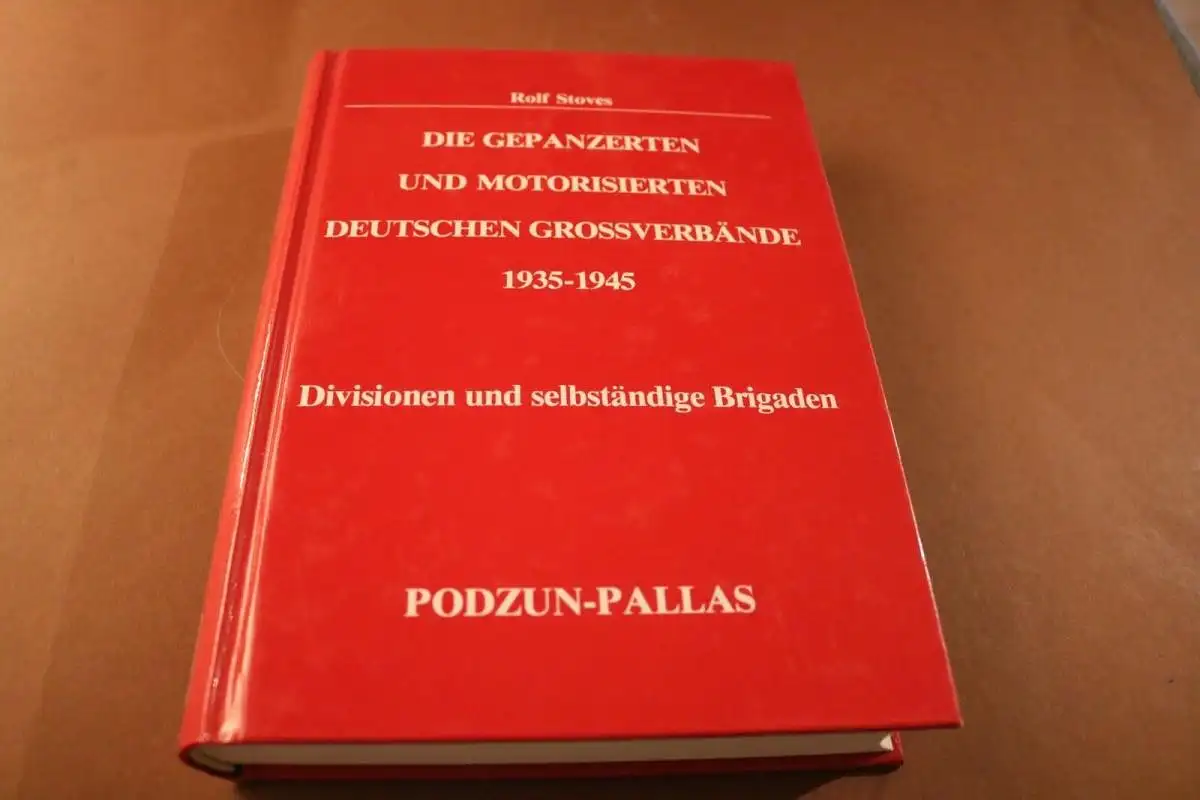 Rolf Stoves
DIE GEPANZERTEN
UND MOTORISIERTEN
DEUTSCHEN GROSSVERBÄNDE
1935-1945
Divisionen und selbständige Brigaden
PODZUN-PALLAS